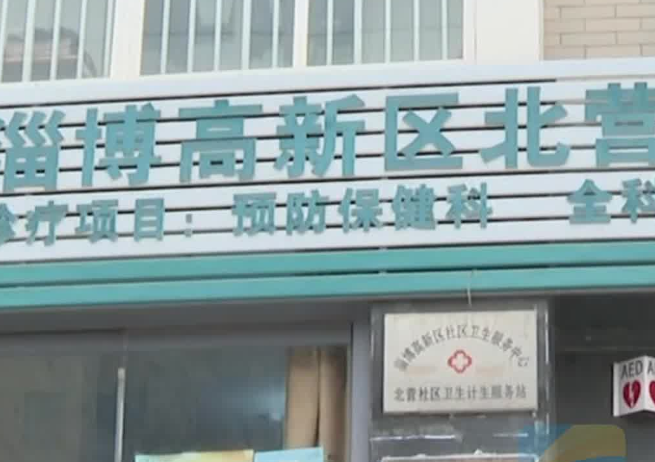 淄博高新区北营
诊疗项目：预防保健科 全科
淄博高新区社区卫生服务中心
北营社区卫生计生服务站
AED A